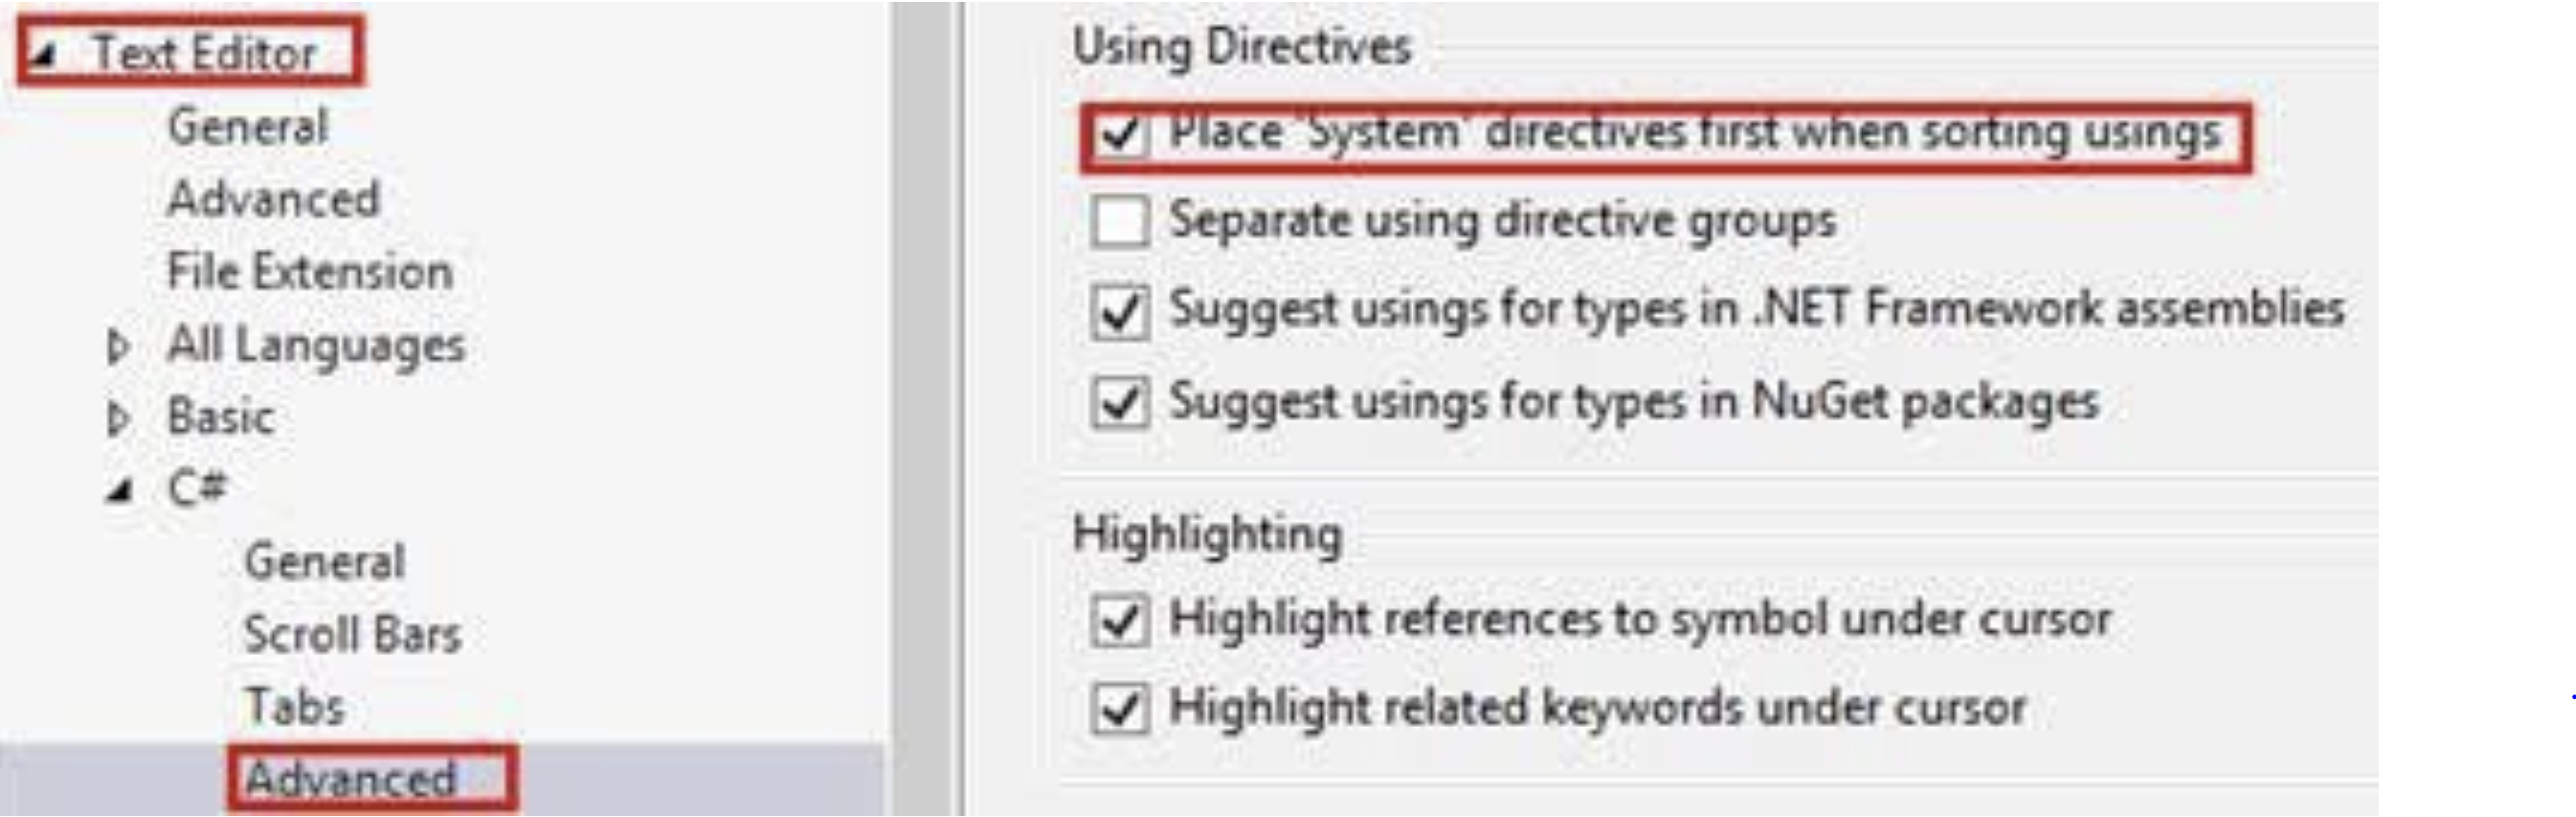 Text Editor
General
Advanced
File Extension
All Languages
Basic
C#
General
Scroll Bars
Tabs
Advanced
Using Directives
Place 'System' directives first when sorting usings
Separate using directive groups
Suggest usings for types in .NET Framework assemblies
Suggest usings for types in NuGet packages
Highlighting
Highlight references to symbol under cursor
Highlight related keywords under cursor